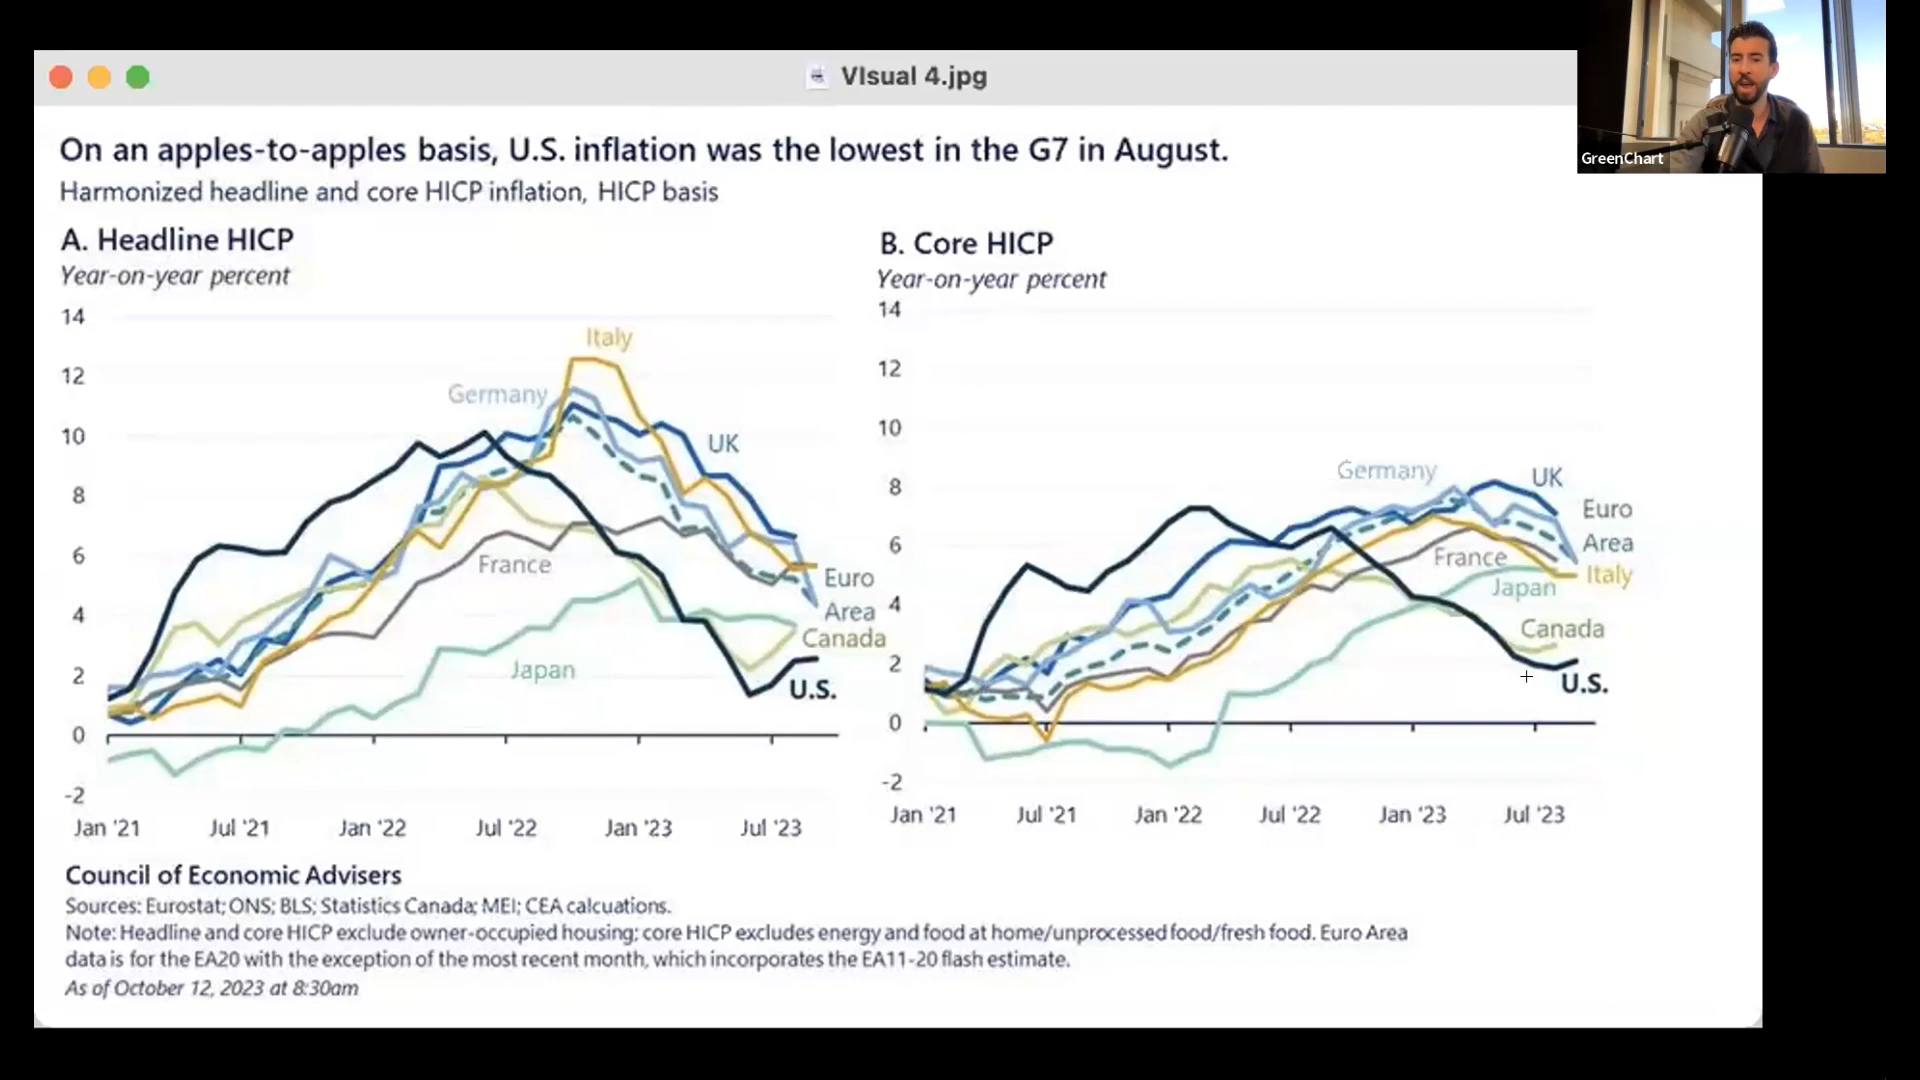 VIsual 4.jpg
GreenChart
On an apples-to-apples basis, U.S. inflation was the lowest in the G7 in August.
Harmonized headline and core HICP inflation, HICP basis
A. Headline HICP
Year-on-year percent
14
12
10
8
6
4
2
0
-2
Italy
Germany
UK
France
Euro
Area
Canada
Japan
U.S.
Jan '21
Jul '21
Jan '22
Jul '22
Jan '23
Jul '23
B. Core HICP
Year-on-year percent
14
12
10
8
6
4
2
0
-2
Germany
UK
Euro
Area
France
Italy
Japan
Canada
U.S.
Jan '21
Jul '21
Jan '22
Jul '22
Jan '23
Jul '23
Council of Economic Advisers
Sources: Eurostat; ONS; BLS; Statistics Canada; MEI; CEA calcuations.
Note: Headline and core HICP exclude owner-occupied housing; core HICP excludes energy and food at home/unprocessed food/fresh food. Euro Area
data is for the EA20 with the exception of the most recent month, which incorporates the EA11-20 flash estimate.
As of October 12, 2023 at 8:30am